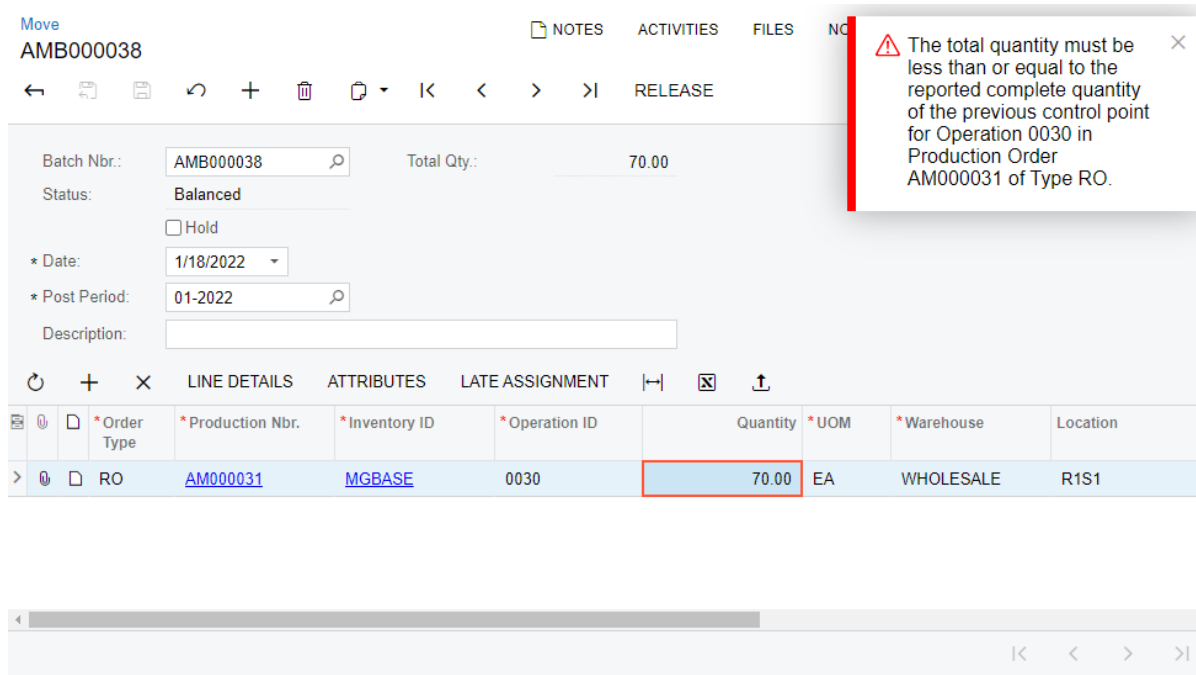 Move
AMB000038
NOTES ACTIVITIES FILES NO
The total quantity must be
less than or equal to the
reported complete quantity
of the previous control point
for Operation 0030 in
Production Order
AM000031 of Type RO.
RELEASE
Batch Nbr.: AMB000038 Total Qty.: 70.00
Status: Balanced
Hold
* Date: 1/18/2022
* Post Period: 01-2022
Description:
LINE DETAILS ATTRIBUTES LATE ASSIGNMENT
* Order Type * Production Nbr. * Inventory ID * Operation ID Quantity * UOM * Warehouse Location
RO AM000031 MGBASE 0030 70.00 EA WHOLESALE R1S1